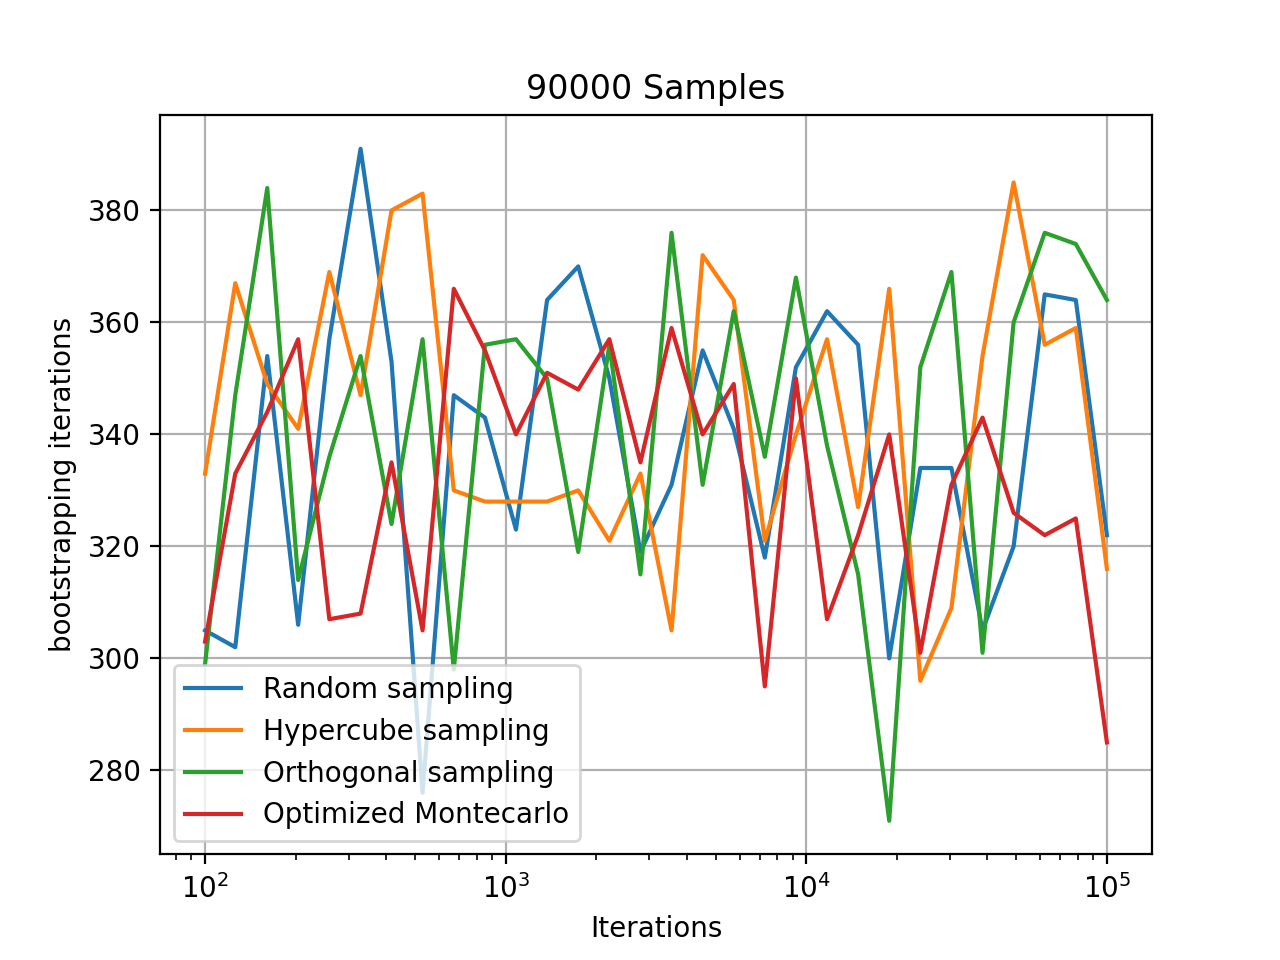 90000 Samples
bootstrapping iterations
380
360
340
320
300
280
Random sampling
Hypercube sampling
Orthogonal sampling
Optimized Montecarlo
10² 10³ 10⁴ 10⁵
Iterations